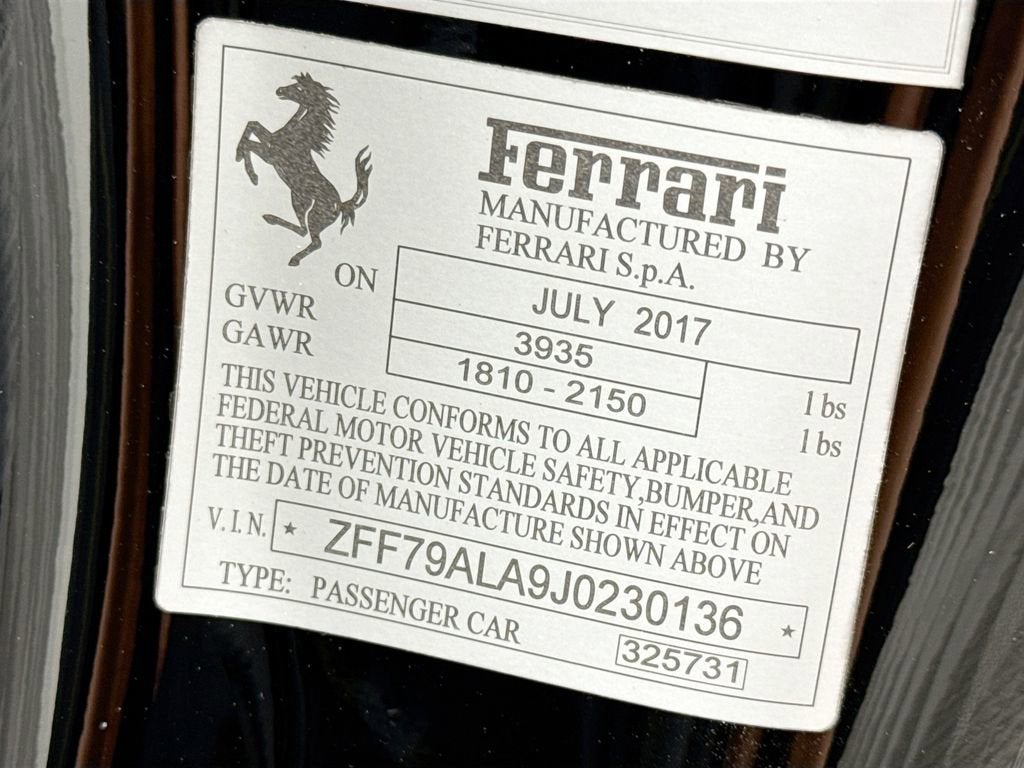 Ferrari
MANUFACTURED BY
FERRARI S.p.A.
ON JULY 2017
GVWR 3935 lbs
GAWR 1810 - 2150 lbs
THIS VEHICLE CONFORMS TO ALL APPLICABLE
FEDERAL MOTOR VEHICLE SAFETY,BUMPER,AND
THEFT PREVENTION STANDARDS IN EFFECT ON
THE DATE OF MANUFACTURE SHOWN ABOVE
V.I.N. ★ ZFF79ALA9J0230136 ★
TYPE: PASSENGER CAR 325731